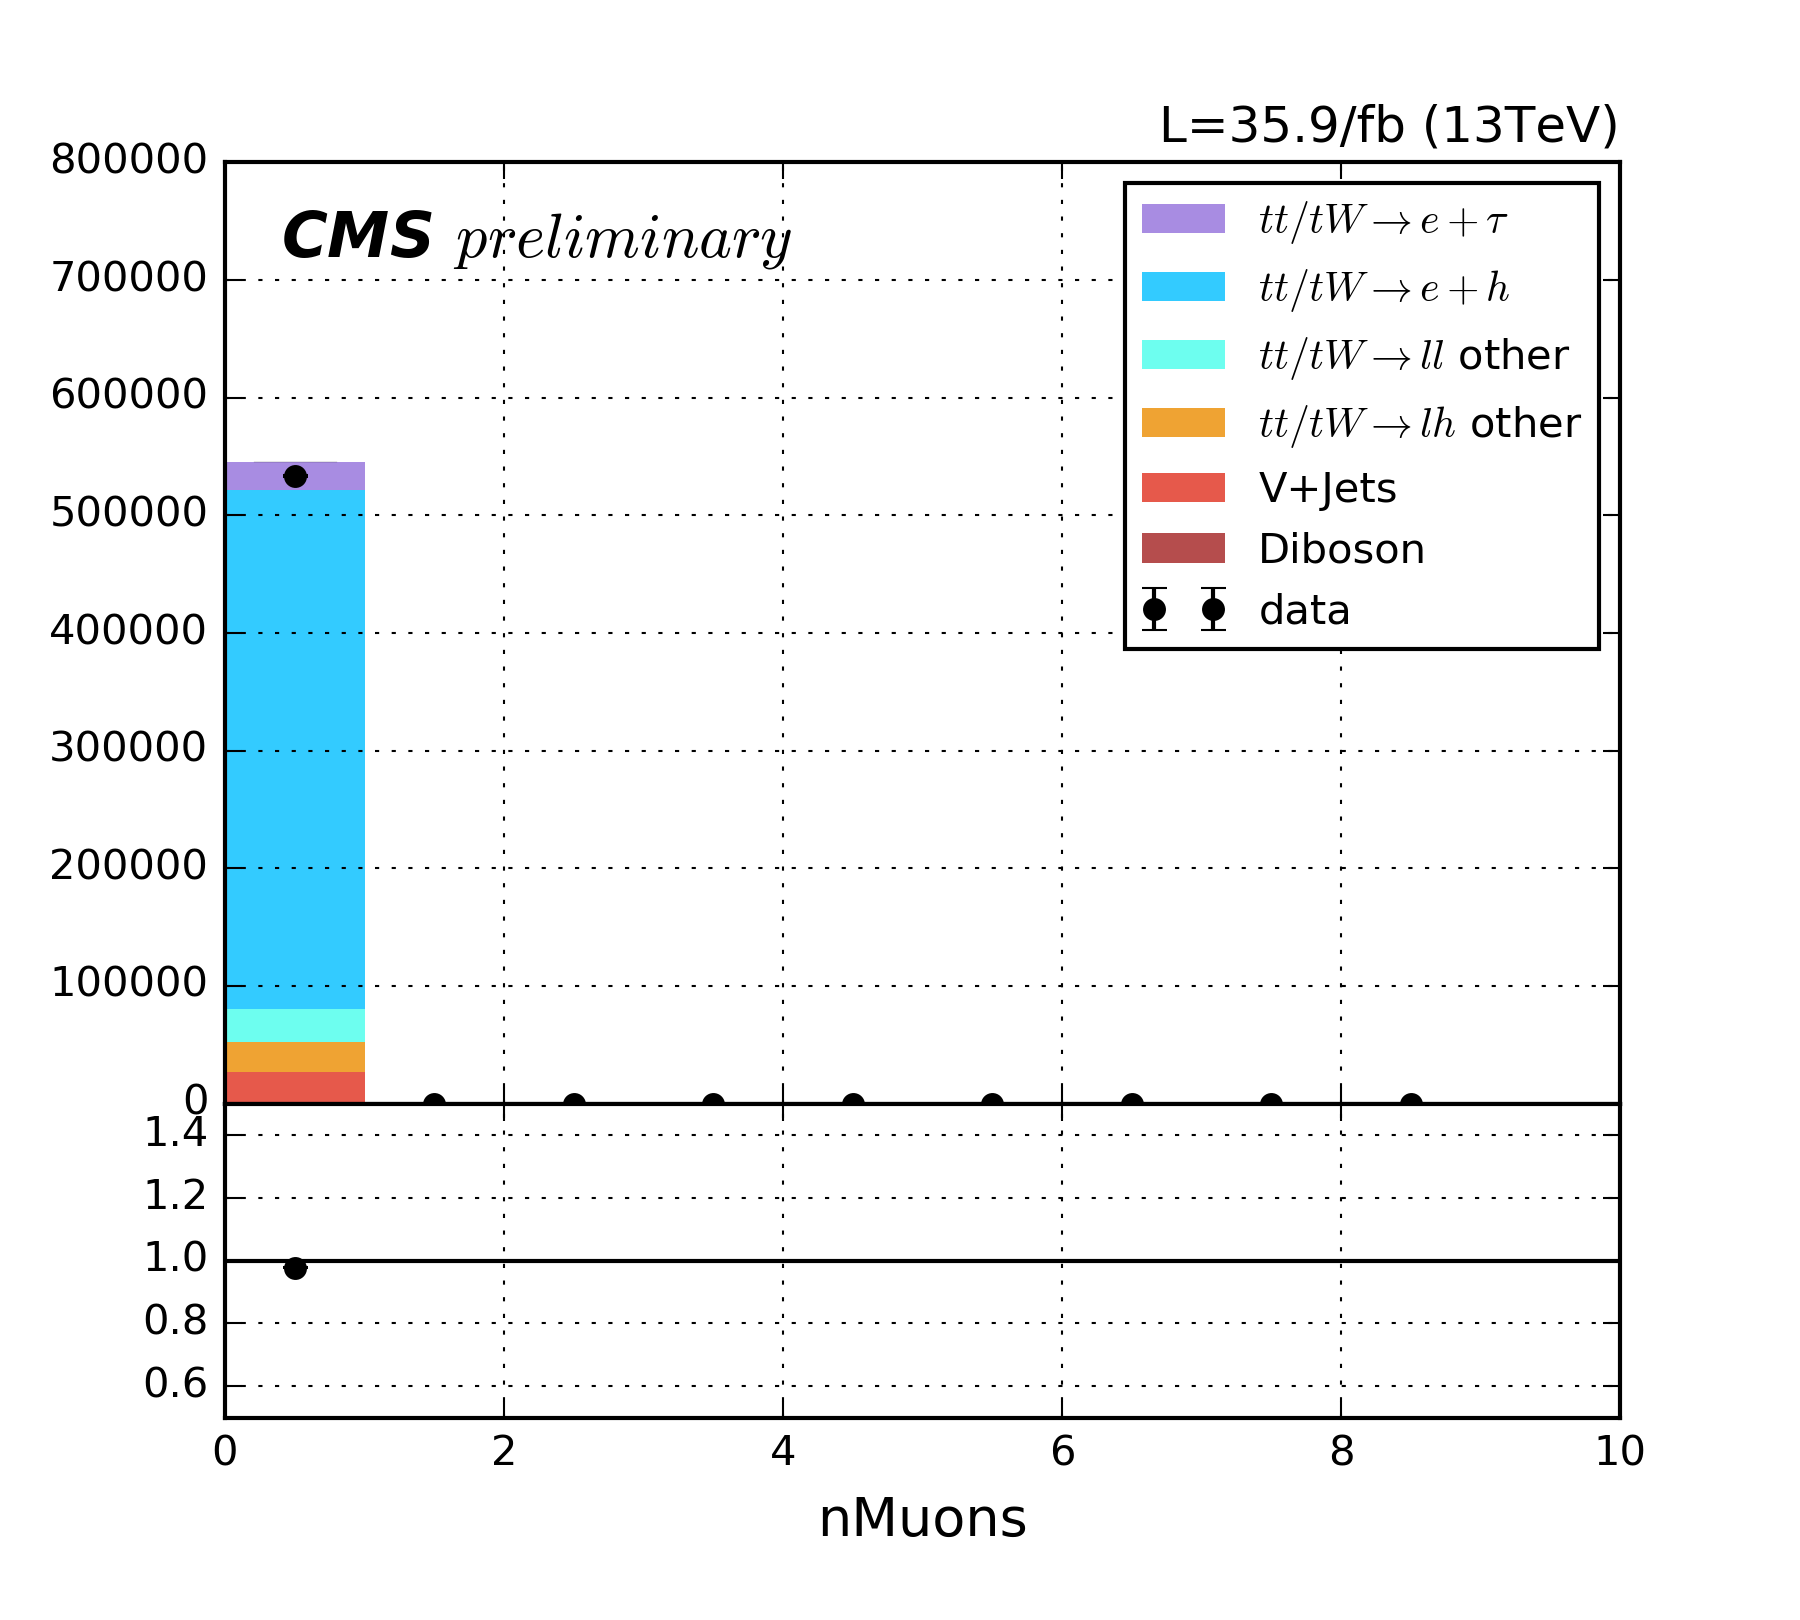 L=35.9/fb (13TeV)
CMS preliminary
800000
700000
600000
500000
400000
300000
200000
100000
0
tt/tW→e+τ
tt/tW→e+h
tt/tW→ll other
tt/tW→lh other
V+Jets
Diboson
data
1.4
1.2
1.0
0.8
0.6
0 2 4 6 8 10
nMuons